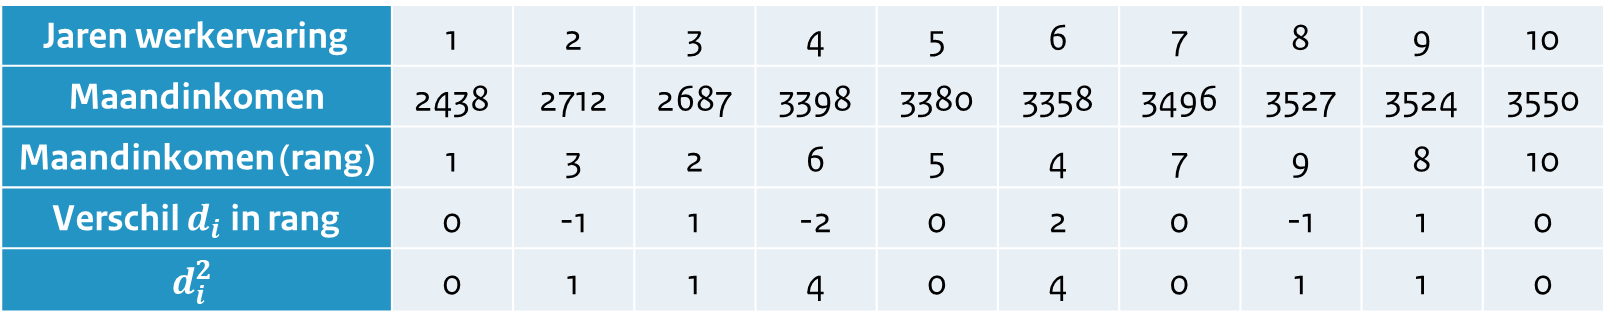 Jaren werkervaring 1 2 3 4 5 6 7 8 9 10
Maandinkomen 2438 2712 2687 3398 3380 3358 3496 3527 3524 3550
Maandinkomen (rang) 1 3 2 6 5 4 7 9 8 10
Verschil dᵢ in rang 0 -1 1 -2 0 2 0 -1 1 0
dᵢ² 0 1 1 4 0 4 0 1 1 0